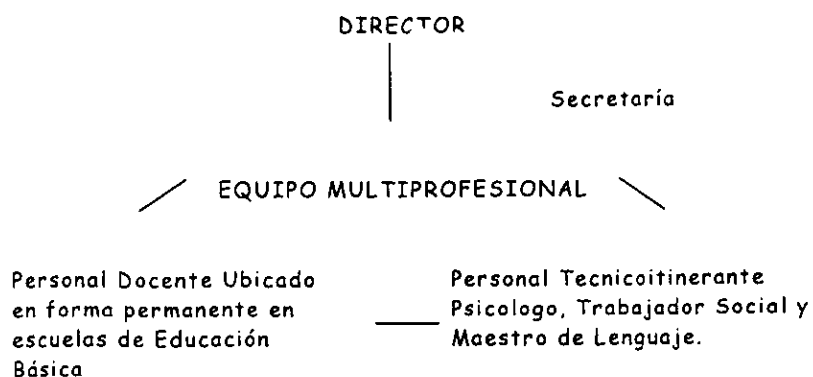 DIRECTOR
Secretaría
EQUIPO MULTIPROFESIONAL
Personal Docente Ubicado
en forma permanente en
escuelas de Educación
Básica
Personal Tecnicoitinerante
Psicologo, Trabajador Social y
Maestro de Lenguaje.